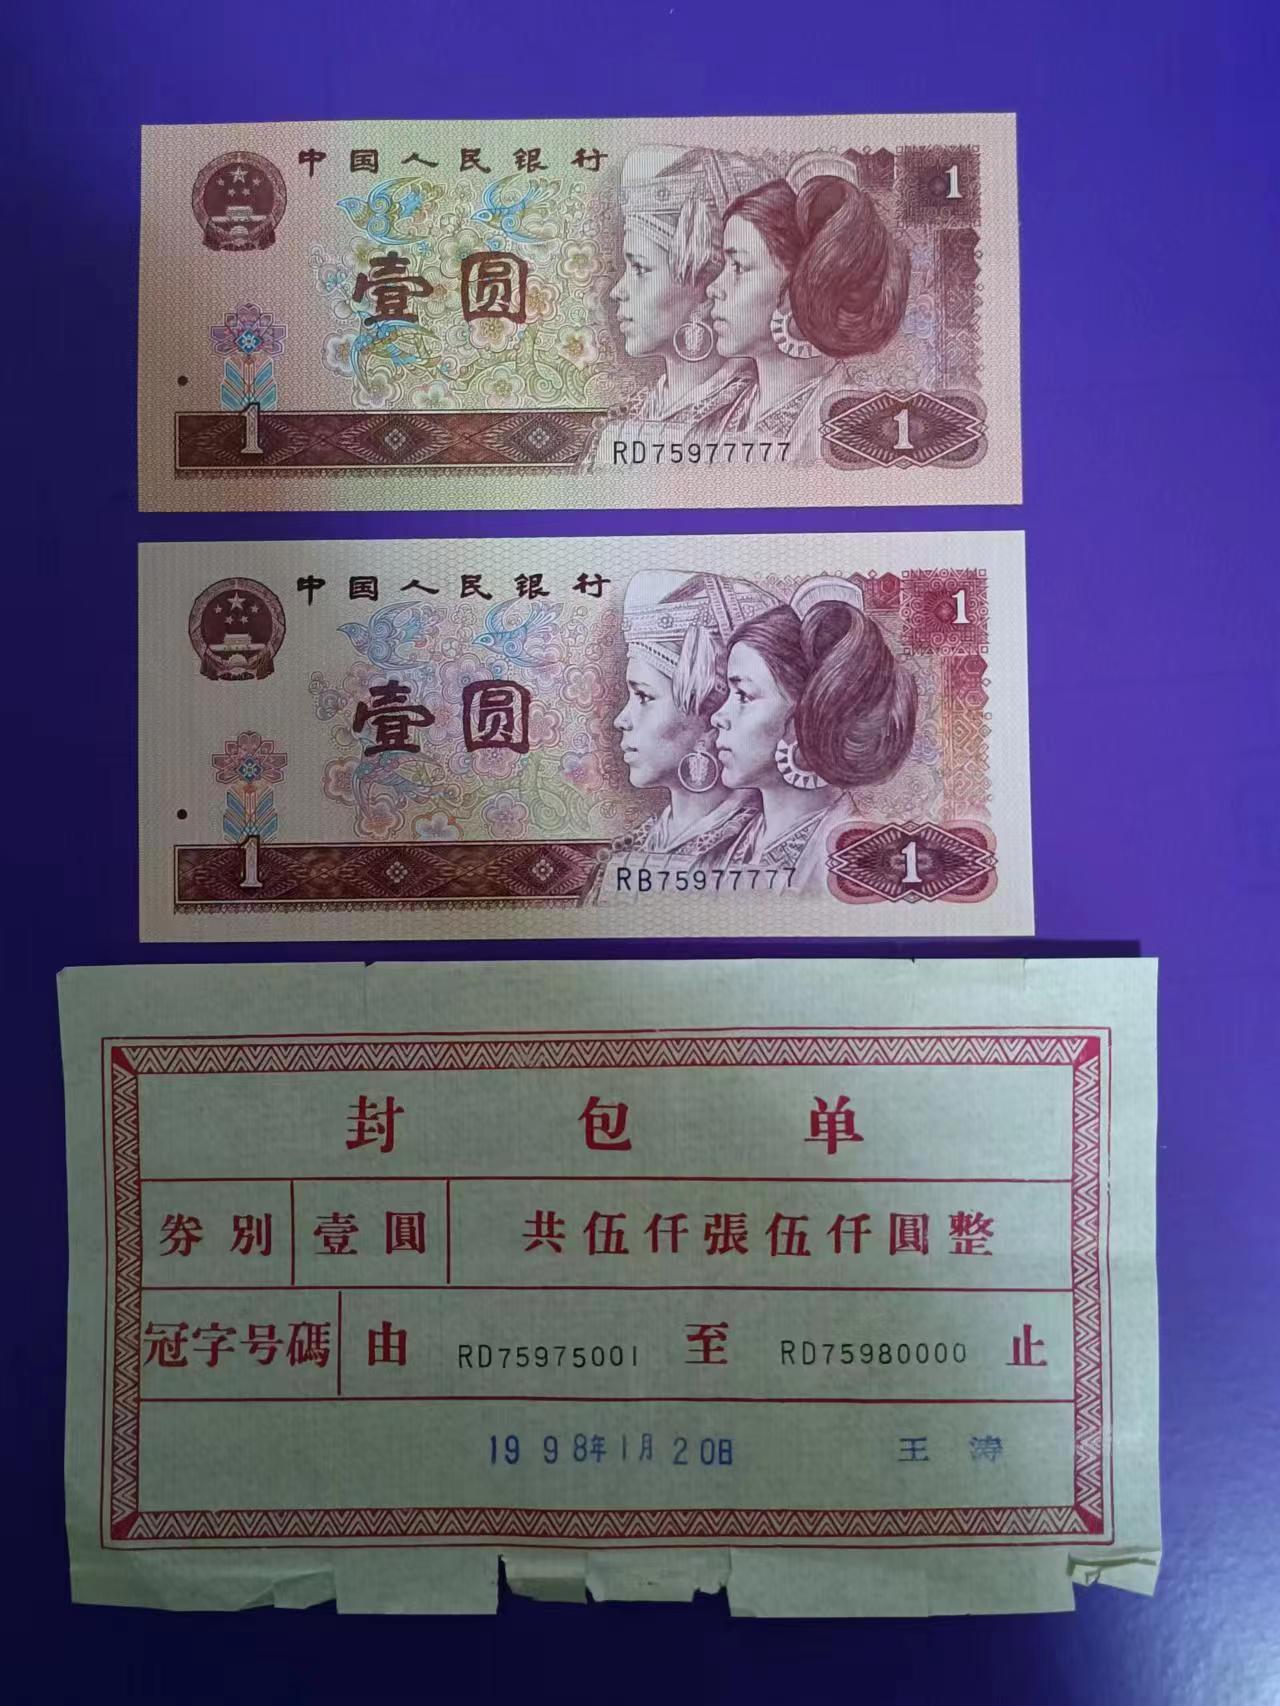 中国人民银行
1
壹圆
1
RD75977777
1
中国人民银行
1
壹圆
1
RB75977777
1
封包单
券別 壹圓 共伍仟張伍仟圓整
冠字号碼 由 RD75975001 至 RD75980000 止
1998年1月20日 王涛